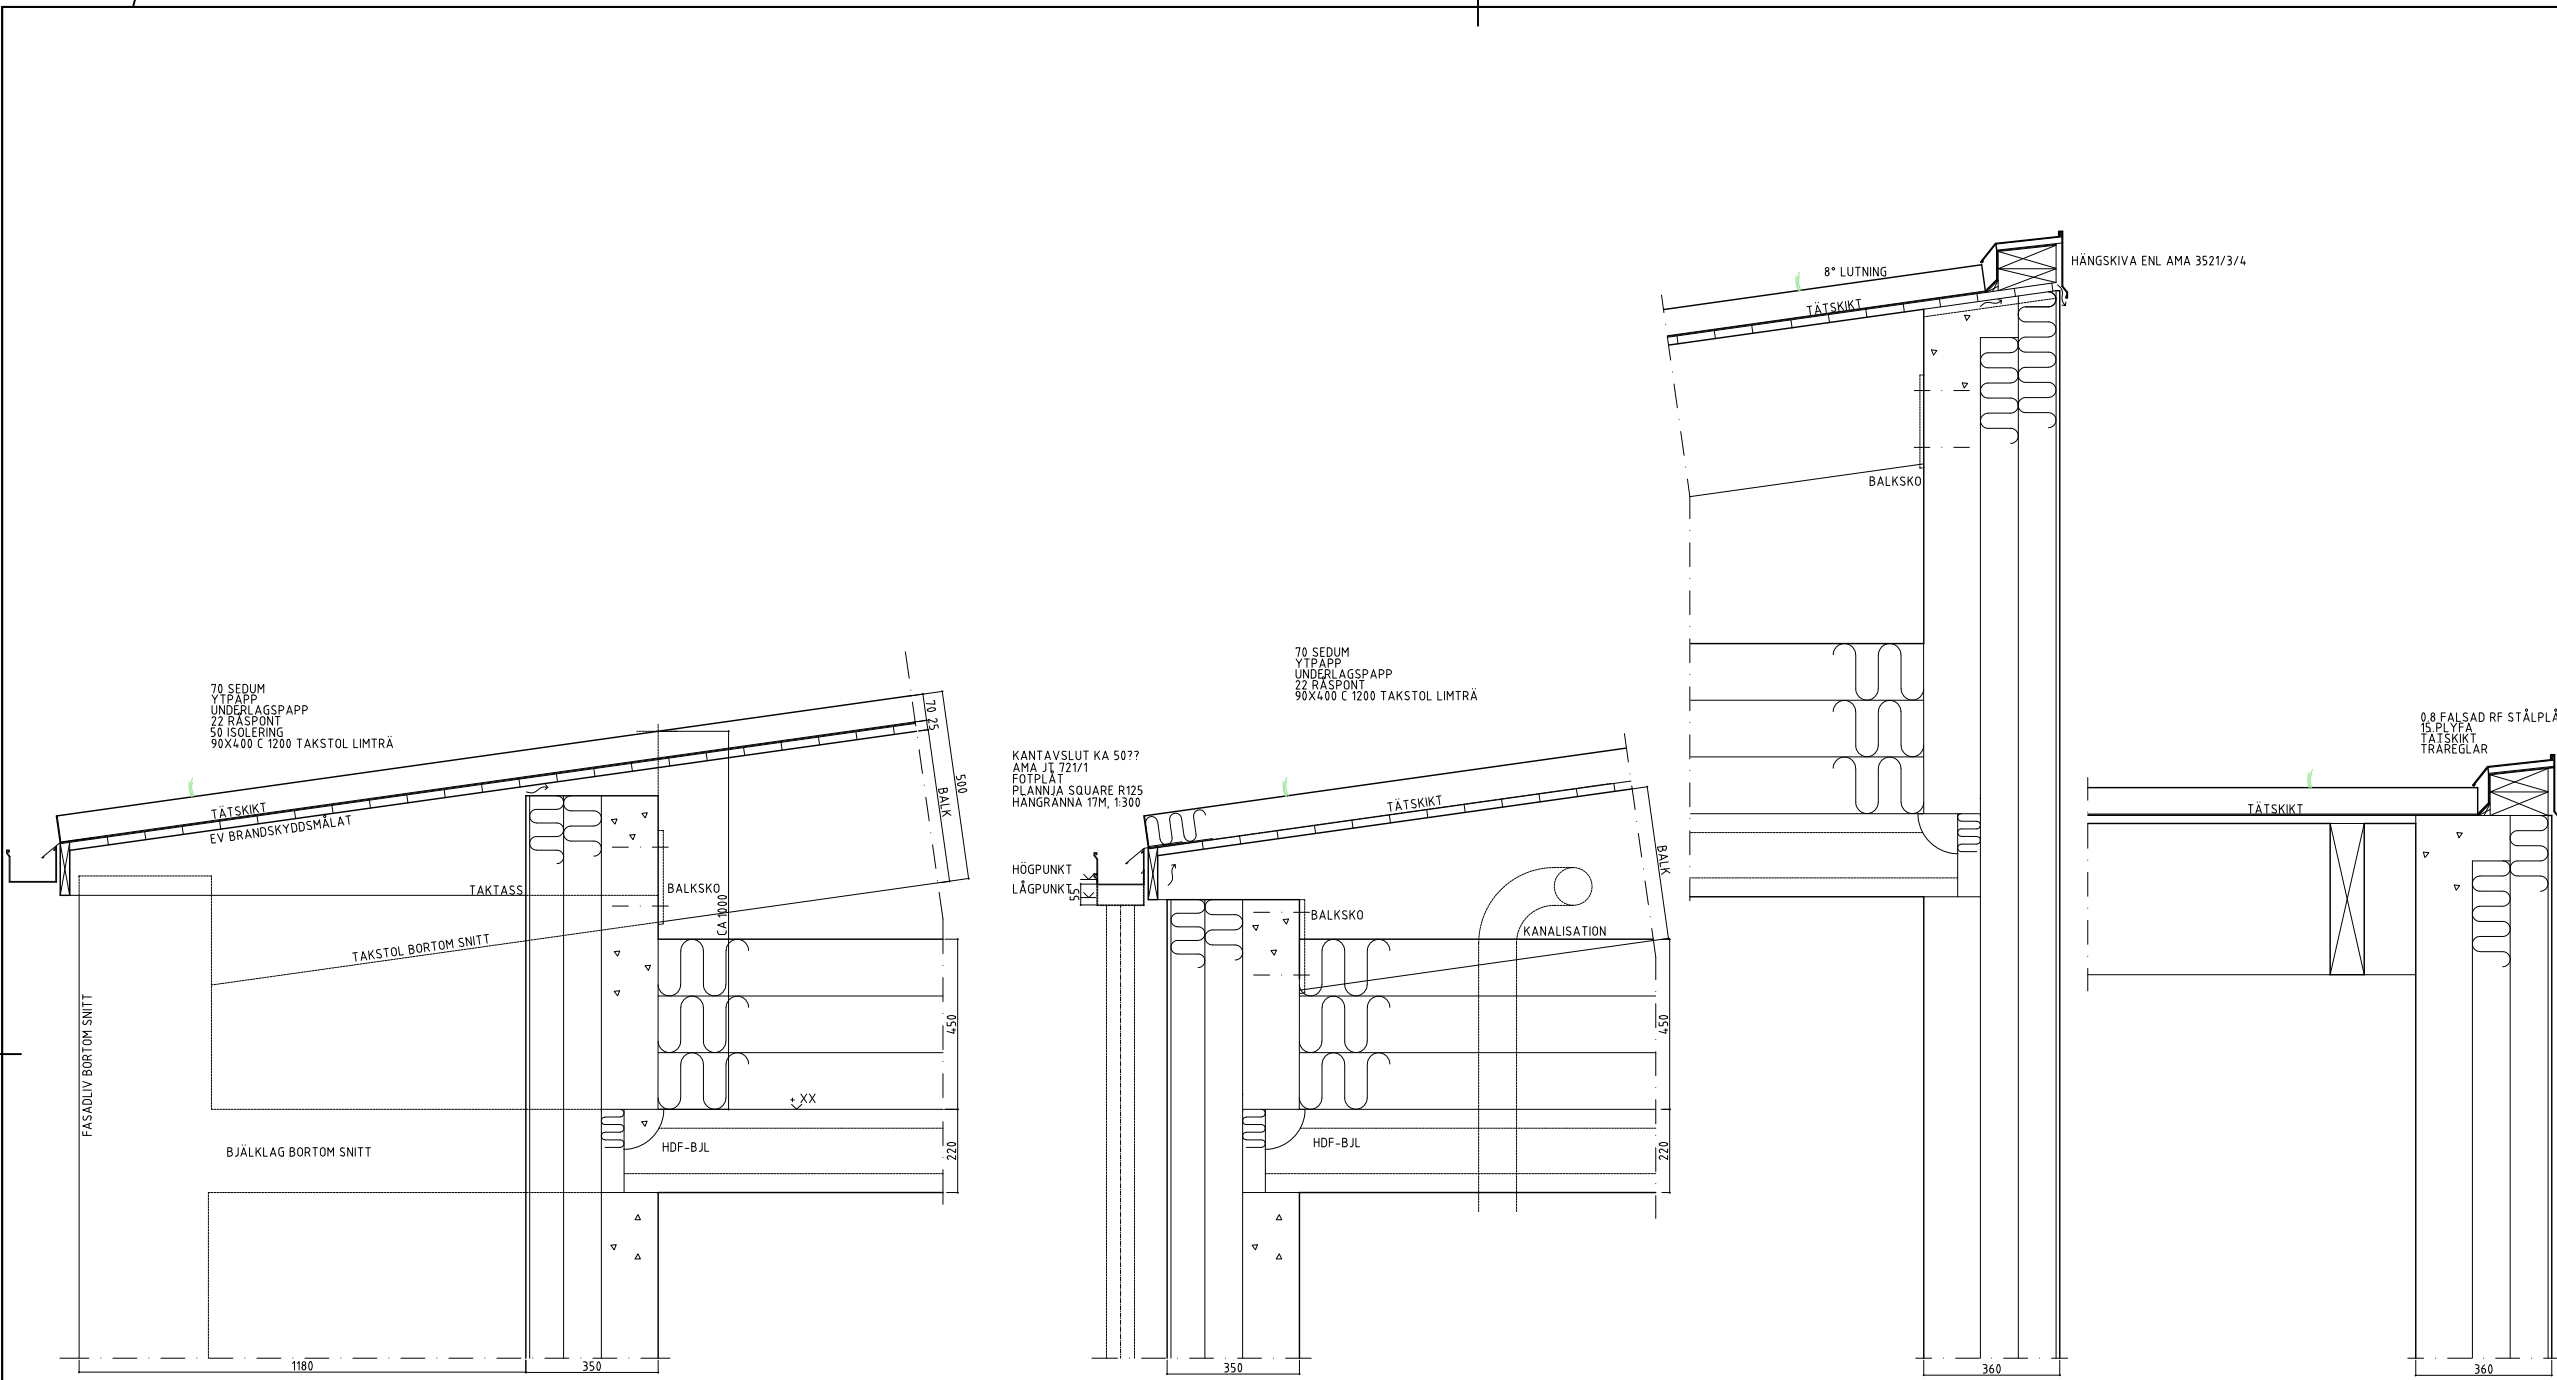 70 SEDUM
YTPAPP
UNDERLAGSPAPP
22 RÅSPONT
50 ISOLERING
90X400 C 1200 TAKSTOL LIMTRÄ
TÄTSKIKT
EV BRANDSKYDDSMÅLAT
TAKTASS
BALKSKO
TAKSTOL BORTOM SNITT
FASADLIV BORTOM SNITT
BJÄLKLAG BORTOM SNITT
CA 1000
70 25
500
BALK
450
+ XX
HDF-BJL
220
1180
350
70 SEDUM
YTPAPP
UNDERLAGSPAPP
22 RÅSPONT
90X400 C 1200 TAKSTOL LIMTRÄ
KANTAVSLUT KA 50??
AMA JT 721/1
FOTPLÅT
PLANNJA SQUARE R125
HÄNGRÄNNA 17M, 1:300
TÄTSKIKT
HÖGPUNKT
LÅGPUNKT
55
BALK
BALKSKO
KANALISATION
450
HDF-BJL
220
350
8° LUTNING
TÄTSKIKT
HÄNGSKIVA ENL AMA 3521/3/4
BALKSKO
360
0,8 FALSAD RF STÅLPLÅ
15 PLYFA
TÄTSKIKT
TRÄREGLAR
TÄTSKIKT
360